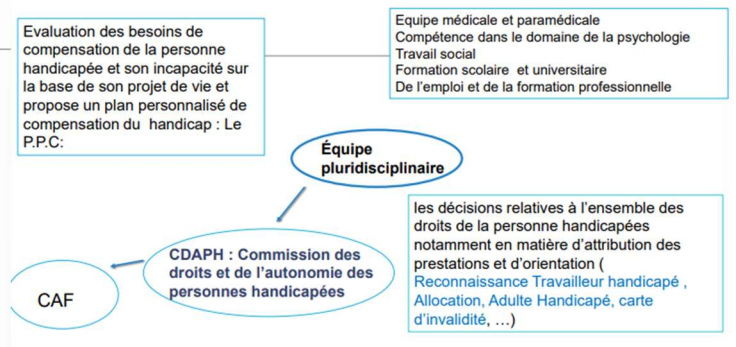 Evaluation des besoins de
compensation de la personne
handicapée et son incapacité sur
la base de son projet de vie et
propose un plan personnalisé de
compensation du handicap : Le
P.P.C:
Equipe médicale et paramédicale
Compétence dans le domaine de la psychologie
Travail social
Formation scolaire et universitaire
De l'emploi et de la formation professionnelle
Équipe
pluridisciplinaire
les décisions relatives à l'ensemble des
droits de la personne handicapées
notamment en matière d'attribution des
prestations et d'orientation (
Reconnaissance Travailleur handicapé ,
Allocation, Adulte Handicapé, carte
d'invalidité, …)
CDAPH : Commission des
droits et de l'autonomie des
personnes handicapées
CAF